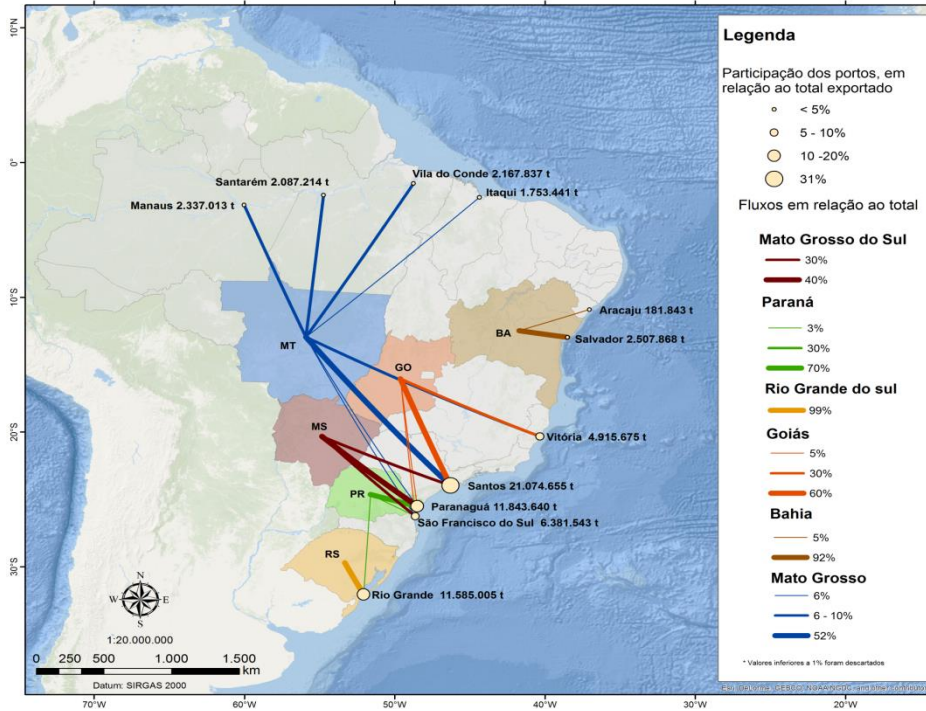 10°N
0°
10°S
20°S
30°S
70°W
60°W
50°W
40°W
Santarém 2.087.214 t
Vila do Conde 2.167.837 t
Manaus 2.337.013 t
Itaqui 1.753.441 t
Aracaju 181.843 t
BA
Salvador 2.507.868 t
MT
GO
MS
Vitória 4.915.675 t
Santos 21.074.655 t
PR
Paranaguá 11.843.640 t
São Francisco do Sul 6.381.543 t
RS
Rio Grande 11.585.005 t
N
W E
S
1:20.000.000
0 250 500 1.000 1.500
km
Datum: SIRGAS 2000
Legenda
Participação dos portos, em
relação ao total exportado
< 5%
5 - 10%
10 -20%
31%
Fluxos em relação ao total
Mato Grosso do Sul
30%
40%
Paraná
3%
30%
70%
Rio Grande do sul
99%
Goiás
5%
30%
60%
Bahia
5%
92%
Mato Grosso
6%
6 - 10%
52%
* Valores inferiores a 1% foram descartados